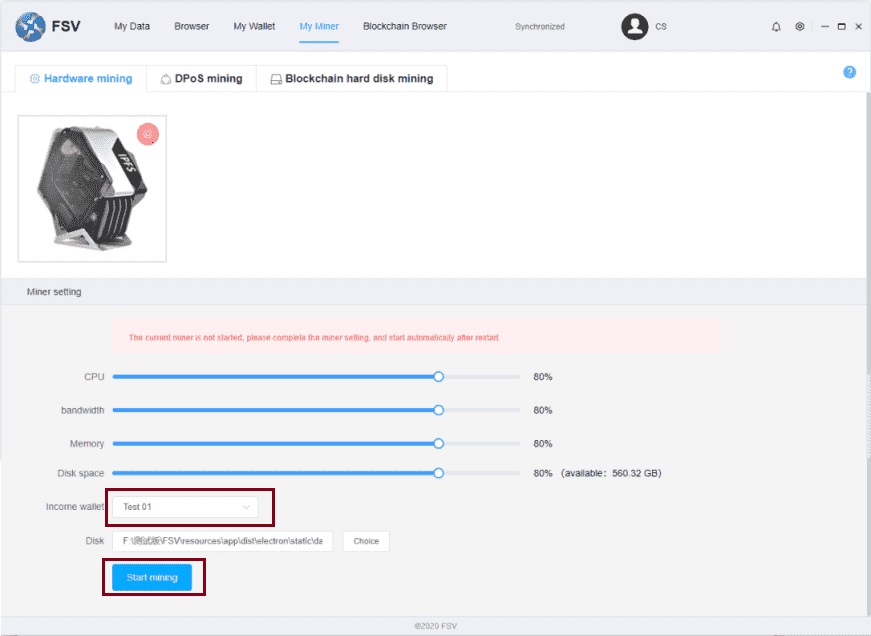 FSV My Data Browser My Wallet My Miner Blockchain Browser Synchronized CS
Hardware mining DPoS mining Blockchain hard disk mining ?
IPFS
Miner setting
The current miner is not started, please complete the miner setting, and start automatically after restart
CPU 80%
bandwidth 80%
Memory 80%
Disk space 80% (available: 560.32 GB)
Income wallet Test 01
Disk F:\测试版\FSV\resources\app\dist\electron\static\da Choice
Start mining
©2020 FSV